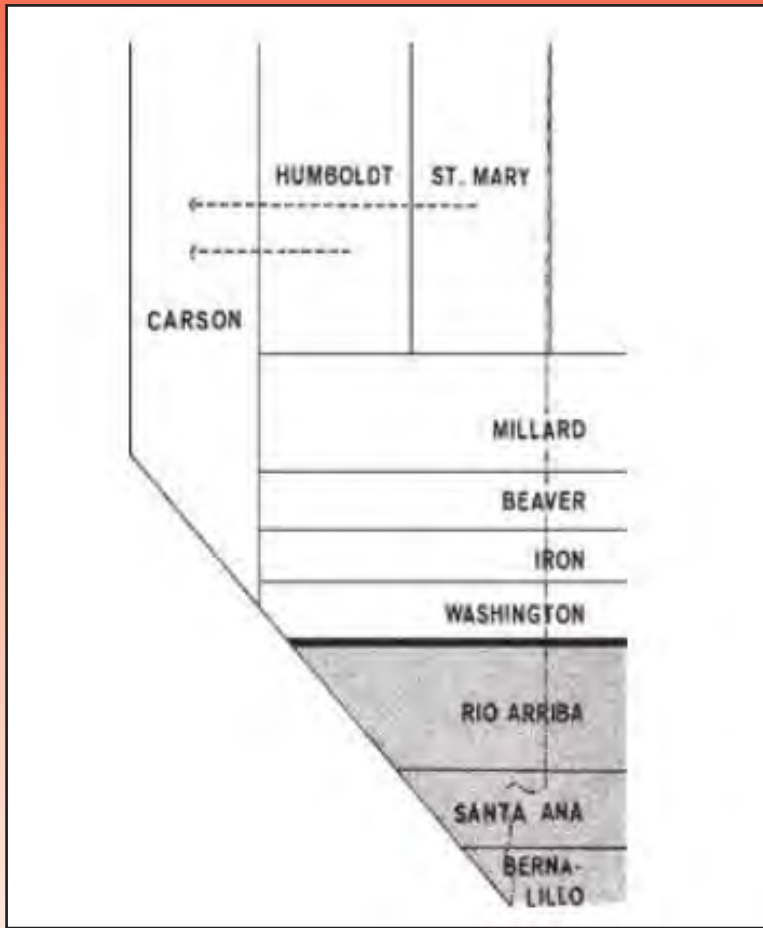 HUMBOLDT
ST. MARY
CARSON
MILLARD
BEAVER
IRON
WASHINGTON
RIO ARRIBA
SANTA ANA
BERNA-
LILLO